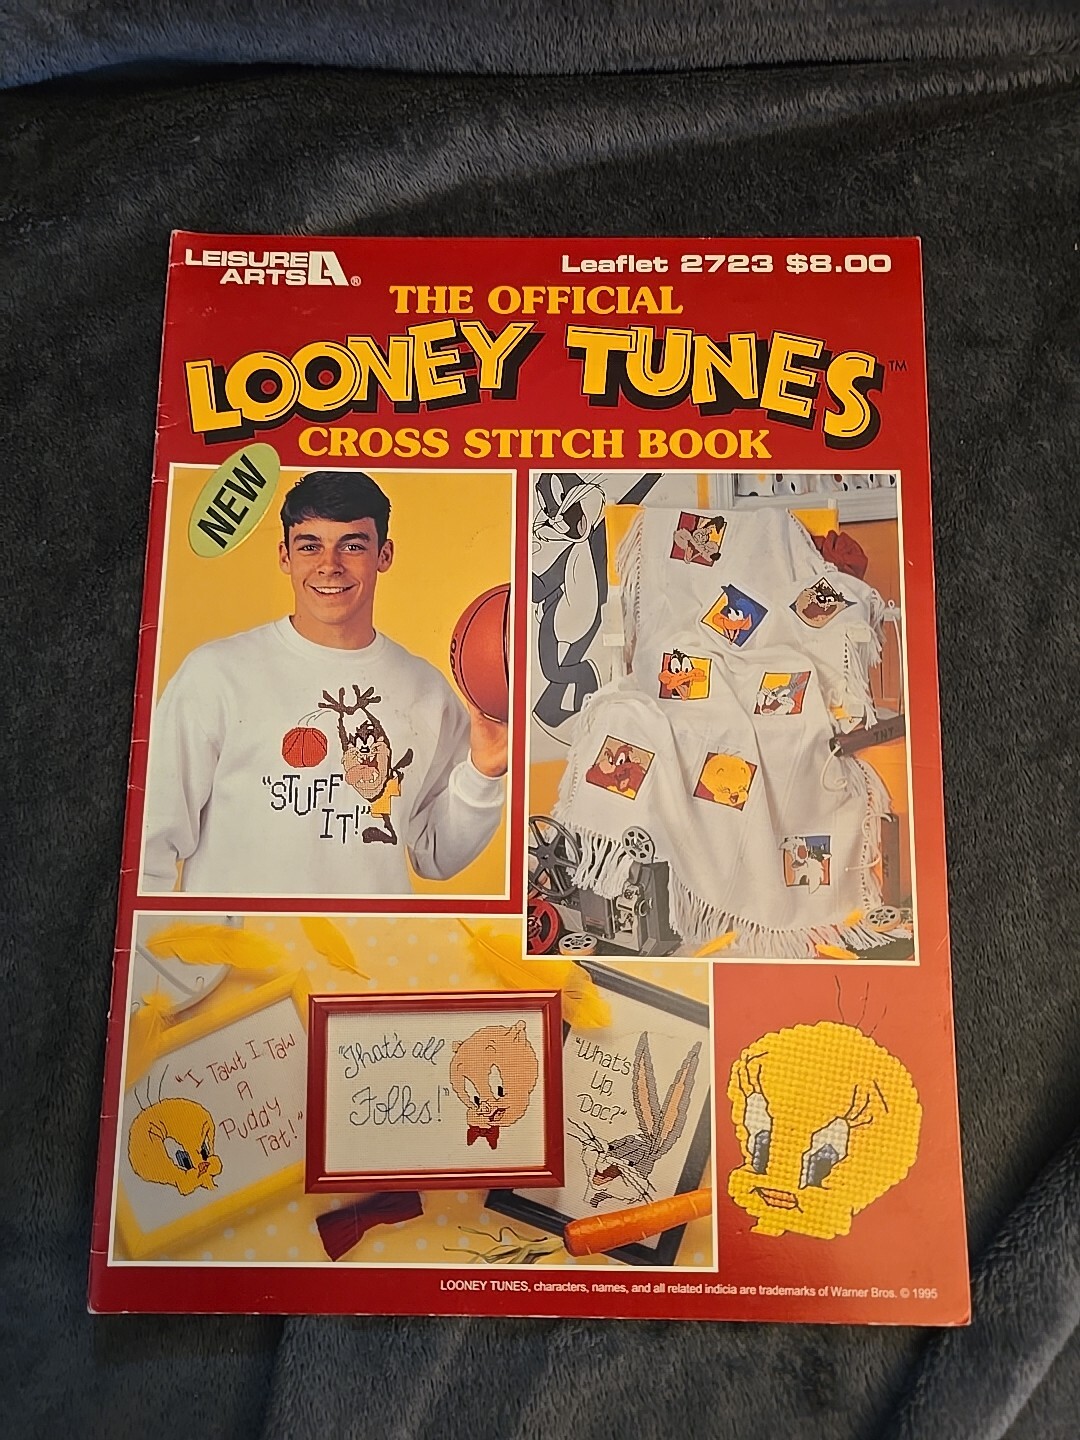 LEISURE
ARTS ®
Leaflet 2723 $8.00
THE OFFICIAL
LOONEY TUNES™
CROSS STITCH BOOK
NEW
"STUFF
IT!"
TNT
"I Tawt I Taw
A
Puddy
Tat!"
"That's all
Folks!"
"What's
Up,
Doc?"
LOONEY TUNES, characters, names, and all related indicia are trademarks of Warner Bros. © 1995